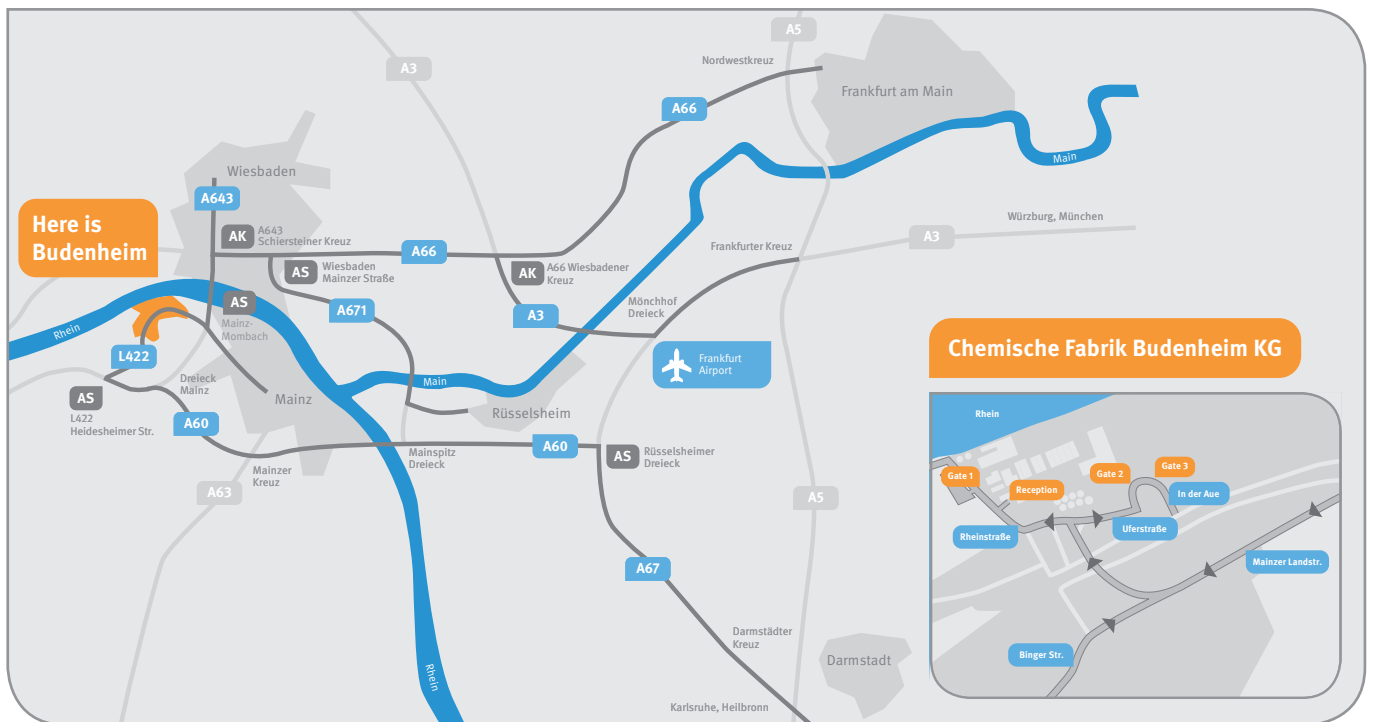 A5
Nordwestkreuz
A3
Frankfurt am Main
A66
Main
Wiesbaden
A643
Here is
Budenheim
AK
A643
Schiersteiner Kreuz
A66
Würzburg, München
A3
Frankfurter Kreuz
AS
Wiesbaden
Mainzer Straße
AK
A66 Wiesbadener
Kreuz
AS
Mainz-
Mombach
A671
A3
Mönchhof
Dreieck
Rhein
L422
Frankfurt
Airport
Chemische Fabrik Budenheim KG
Dreieck
Mainz
Main
AS
L422
Heidesheimer Str.
Mainz
Rüsselsheim
A60
Mainspitz
Dreieck
A60
AS
Rüsselsheimer
Dreieck
Mainzer
Kreuz
A63
A5
A67
Darmstädter
Kreuz
Darmstadt
Rhein
Karlsruhe, Heilbronn
Rhein
Gate 1
Reception
Gate 2
Gate 3
In der Aue
Rheinstraße
Uferstraße
Mainzer Landstr.
Binger Str.